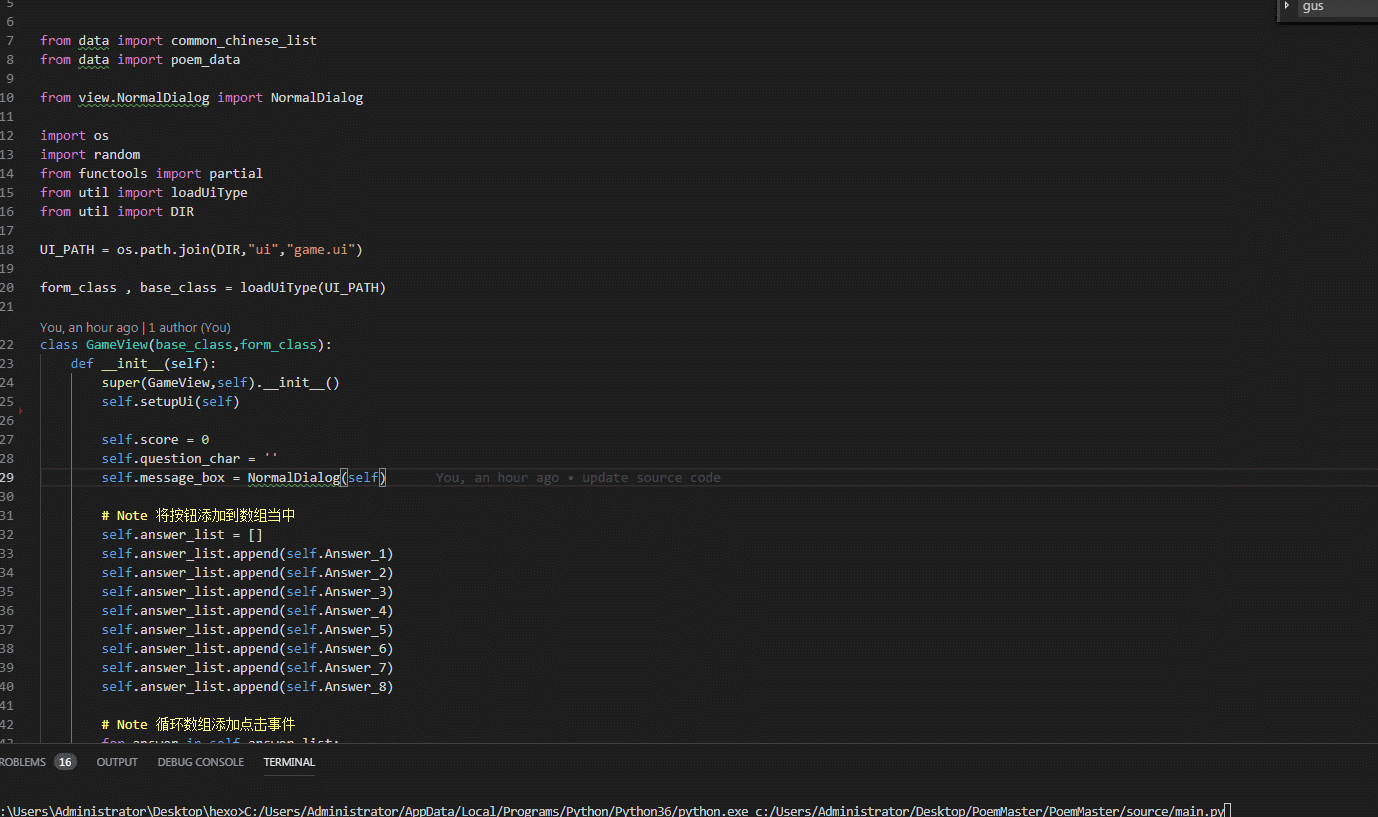 5
gus
6
7 from data import common_chinese_list
8 from data import poem_data
9
10 from view.NormalDialog import NormalDialog
11
12 import os
13 import random
14 from functools import partial
15 from util import loadUiType
16 from util import DIR
17
18 UI_PATH = os.path.join(DIR,"ui","game.ui")
19
20 form_class , base_class = loadUiType(UI_PATH)
21
You, an hour ago | 1 author (You)
22 class GameView(base_class,form_class):
23 def __init__(self):
24 super(GameView,self).__init__()
25 self.setupUi(self)
26
27 self.score = 0
28 self.question_char = ''
29 self.message_box = NormalDialog(self) You, an hour ago • update source code
30
31 # Note 将按钮添加到数组当中
32 self.answer_list = []
33 self.answer_list.append(self.Answer_1)
34 self.answer_list.append(self.Answer_2)
35 self.answer_list.append(self.Answer_3)
36 self.answer_list.append(self.Answer_4)
37 self.answer_list.append(self.Answer_5)
38 self.answer_list.append(self.Answer_6)
39 self.answer_list.append(self.Answer_7)
40 self.answer_list.append(self.Answer_8)
41
42 # Note 循环数组添加点击事件
43 for answer in self.answer_list:
ROBLEMS 16 OUTPUT DEBUG CONSOLE TERMINAL
:\Users\Administrator\Desktop\hexo>C:/Users/Administrator/AppData/Local/Programs/Python/Python36/python.exe c:/Users/Administrator/Desktop/PoemMaster/PoemMaster/source/main.py